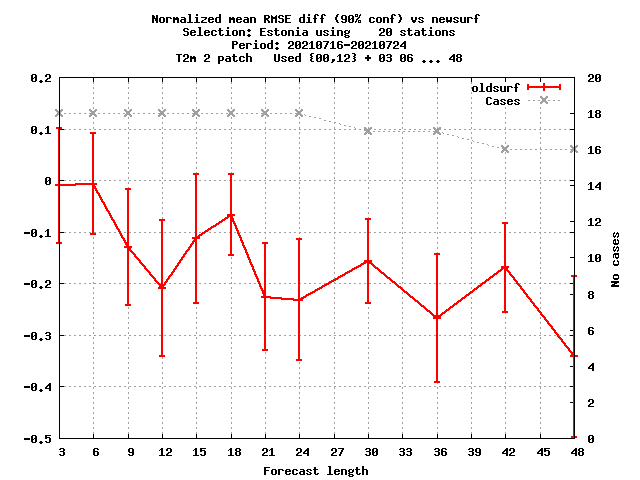 Normalized mean RMSE diff (90% conf) vs newsurf
Selection: Estonia using    20 stations
Period: 20210716-20210724
T2m 2 patch   Used {00,12} + 03 06 ... 48
oldsurf
Cases
0.2
0.1
0
-0.1
-0.2
-0.3
-0.4
-0.5
20
18
16
14
12
10
8
6
4
2
0
No cases
3 6 9 12 15 18 21 24 27 30 33 36 39 42 45 48
Forecast length